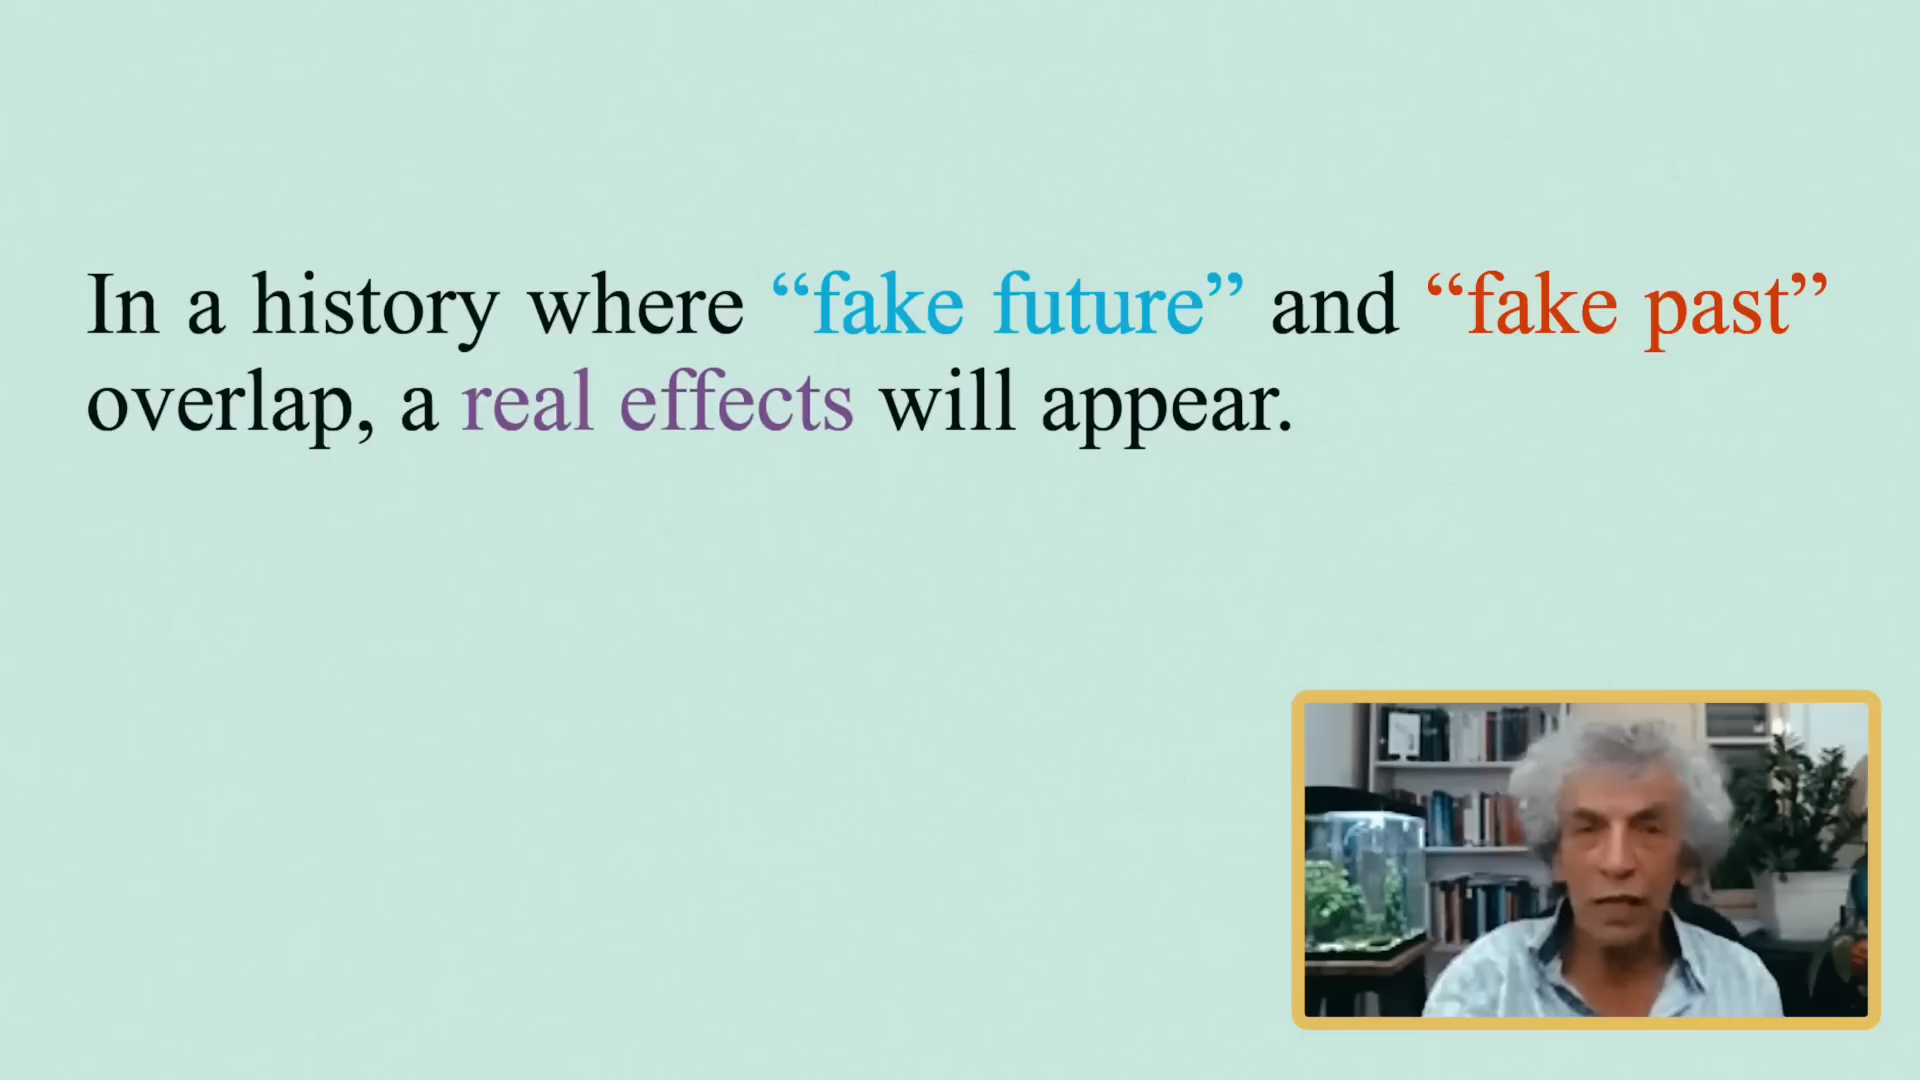 In a history where “fake future” and “fake past”
overlap, a real effects will appear.